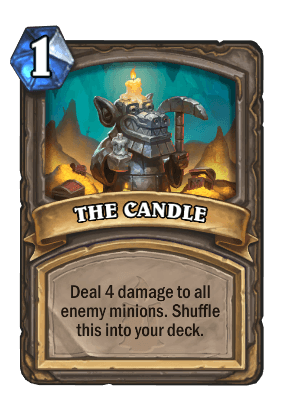 1
THE CANDLE
Deal 4 damage to all
enemy minions. Shuffle
this into your deck.